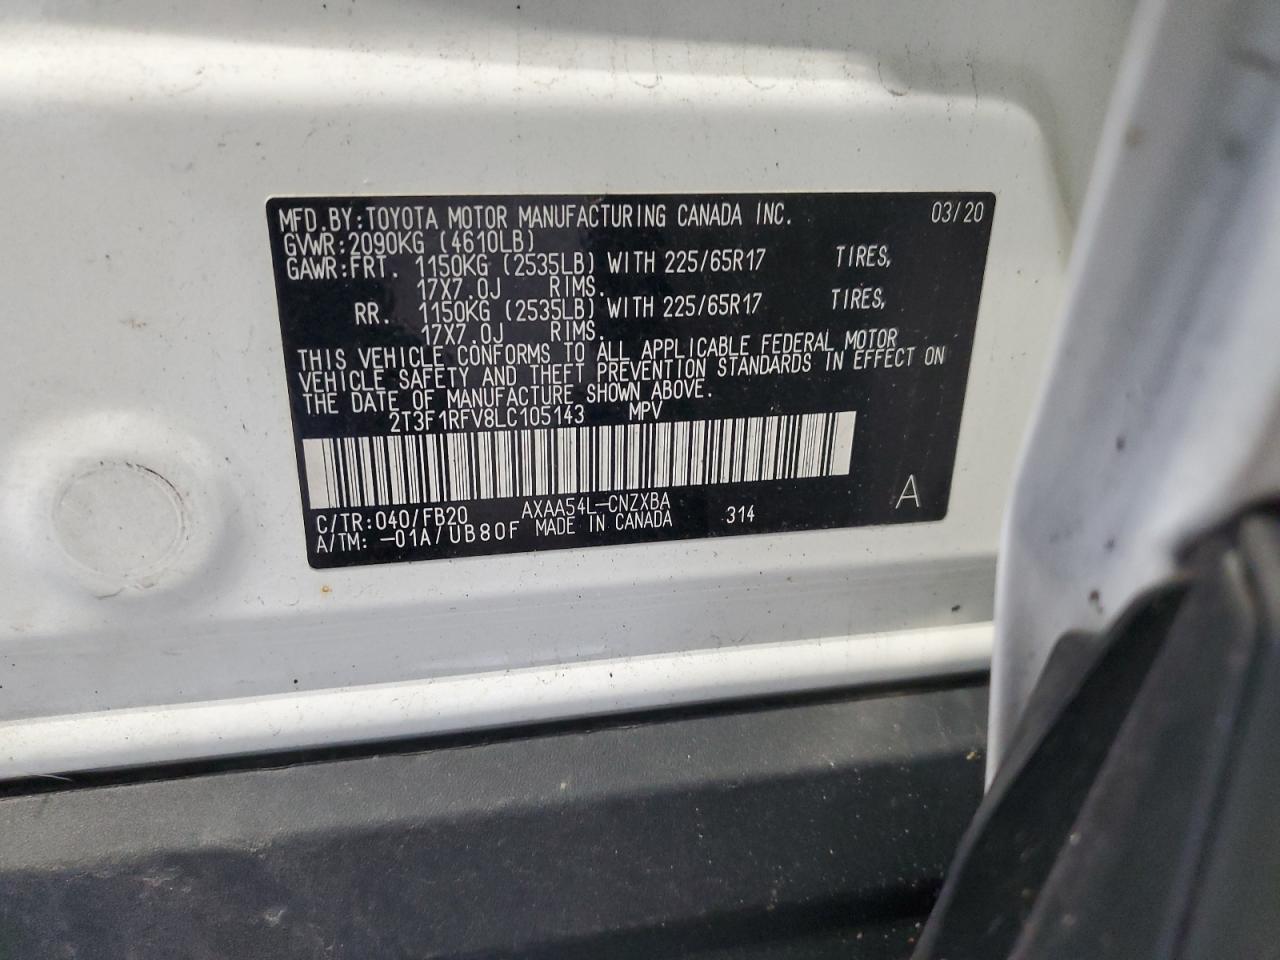 MFD.BY:TOYOTA MOTOR MANUFACTURING CANADA INC. 03/20
GVWR:2090KG (4610LB)
GAWR:FRT. 1150KG (2535LB) WITH 225/65R17 TIRES,
17X7.0J RIMS.
RR. 1150KG (2535LB) WITH 225/65R17 TIRES,
17X7.0J RIMS.
THIS VEHICLE CONFORMS TO ALL APPLICABLE FEDERAL MOTOR
VEHICLE SAFETY AND THEFT PREVENTION STANDARDS IN EFFECT ON
THE DATE OF MANUFACTURE SHOWN ABOVE.
2T3F1RFV8LC105143 MPV
C/TR:040/FB20 AXAA54L-CNZXBA
A/TM: -01A/UB80F MADE IN CANADA 314 A